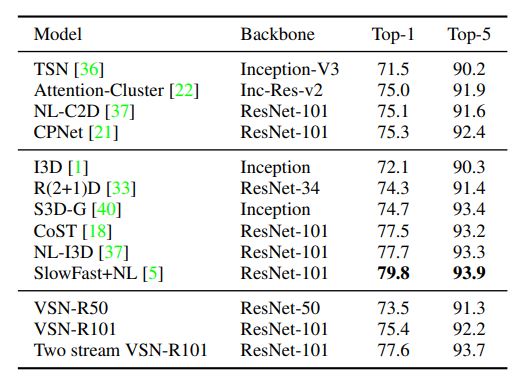 Model Backbone Top-1 Top-5
TSN [36] Inception-V3 71.5 90.2
Attention-Cluster [22] Inc-Res-v2 75.0 91.9
NL-C2D [37] ResNet-101 75.1 91.6
CPNet [21] ResNet-101 75.3 92.4
I3D [1] Inception 72.1 90.3
R(2+1)D [33] ResNet-34 74.3 91.4
S3D-G [40] Inception 74.7 93.4
CoST [18] ResNet-101 77.5 93.2
NL-I3D [37] ResNet-101 77.7 93.3
SlowFast+NL [5] ResNet-101 79.8 93.9
VSN-R50 ResNet-50 73.5 91.3
VSN-R101 ResNet-101 75.4 92.2
Two stream VSN-R101 ResNet-101 77.6 93.7